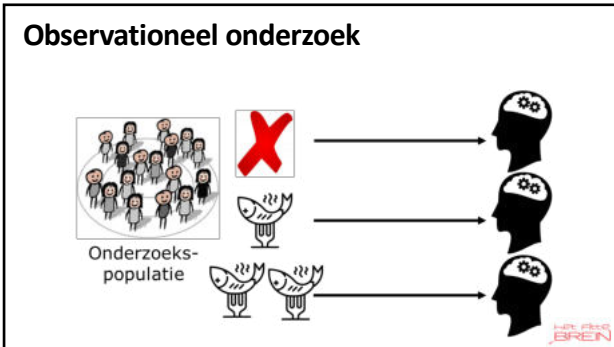 Observationeel onderzoek
Onderzoeks-
populatie
Het Fitte
BREIN